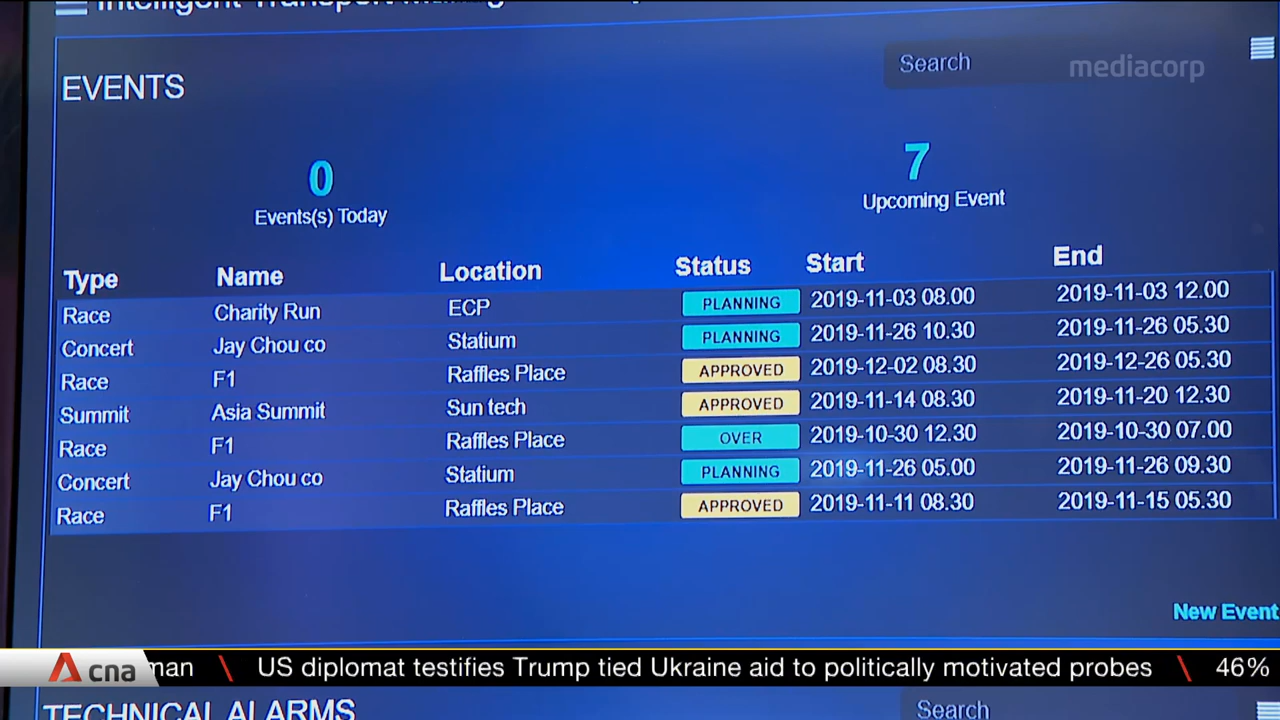 Intelligent Transport
Search
mediacorp
EVENTS
0
Events(s) Today
7
Upcoming Event
Type Name Location Status Start End
Race Charity Run ECP PLANNING 2019-11-03 08.00 2019-11-03 12.00
Concert Jay Chou co Statium PLANNING 2019-11-26 10.30 2019-11-26 05.30
Race F1 Raffles Place APPROVED 2019-12-02 08.30 2019-12-26 05.30
Summit Asia Summit Sun tech APPROVED 2019-11-14 08.30 2019-11-20 12.30
Race F1 Raffles Place OVER 2019-10-30 12.30 2019-10-30 07.00
Concert Jay Chou co Statium PLANNING 2019-11-26 05.00 2019-11-26 09.30
Race F1 Raffles Place APPROVED 2019-11-11 08.30 2019-11-15 05.30
New Event
cna man \ US diplomat testifies Trump tied Ukraine aid to politically motivated probes \ 46%
TECHNICAL ALARMS
Search